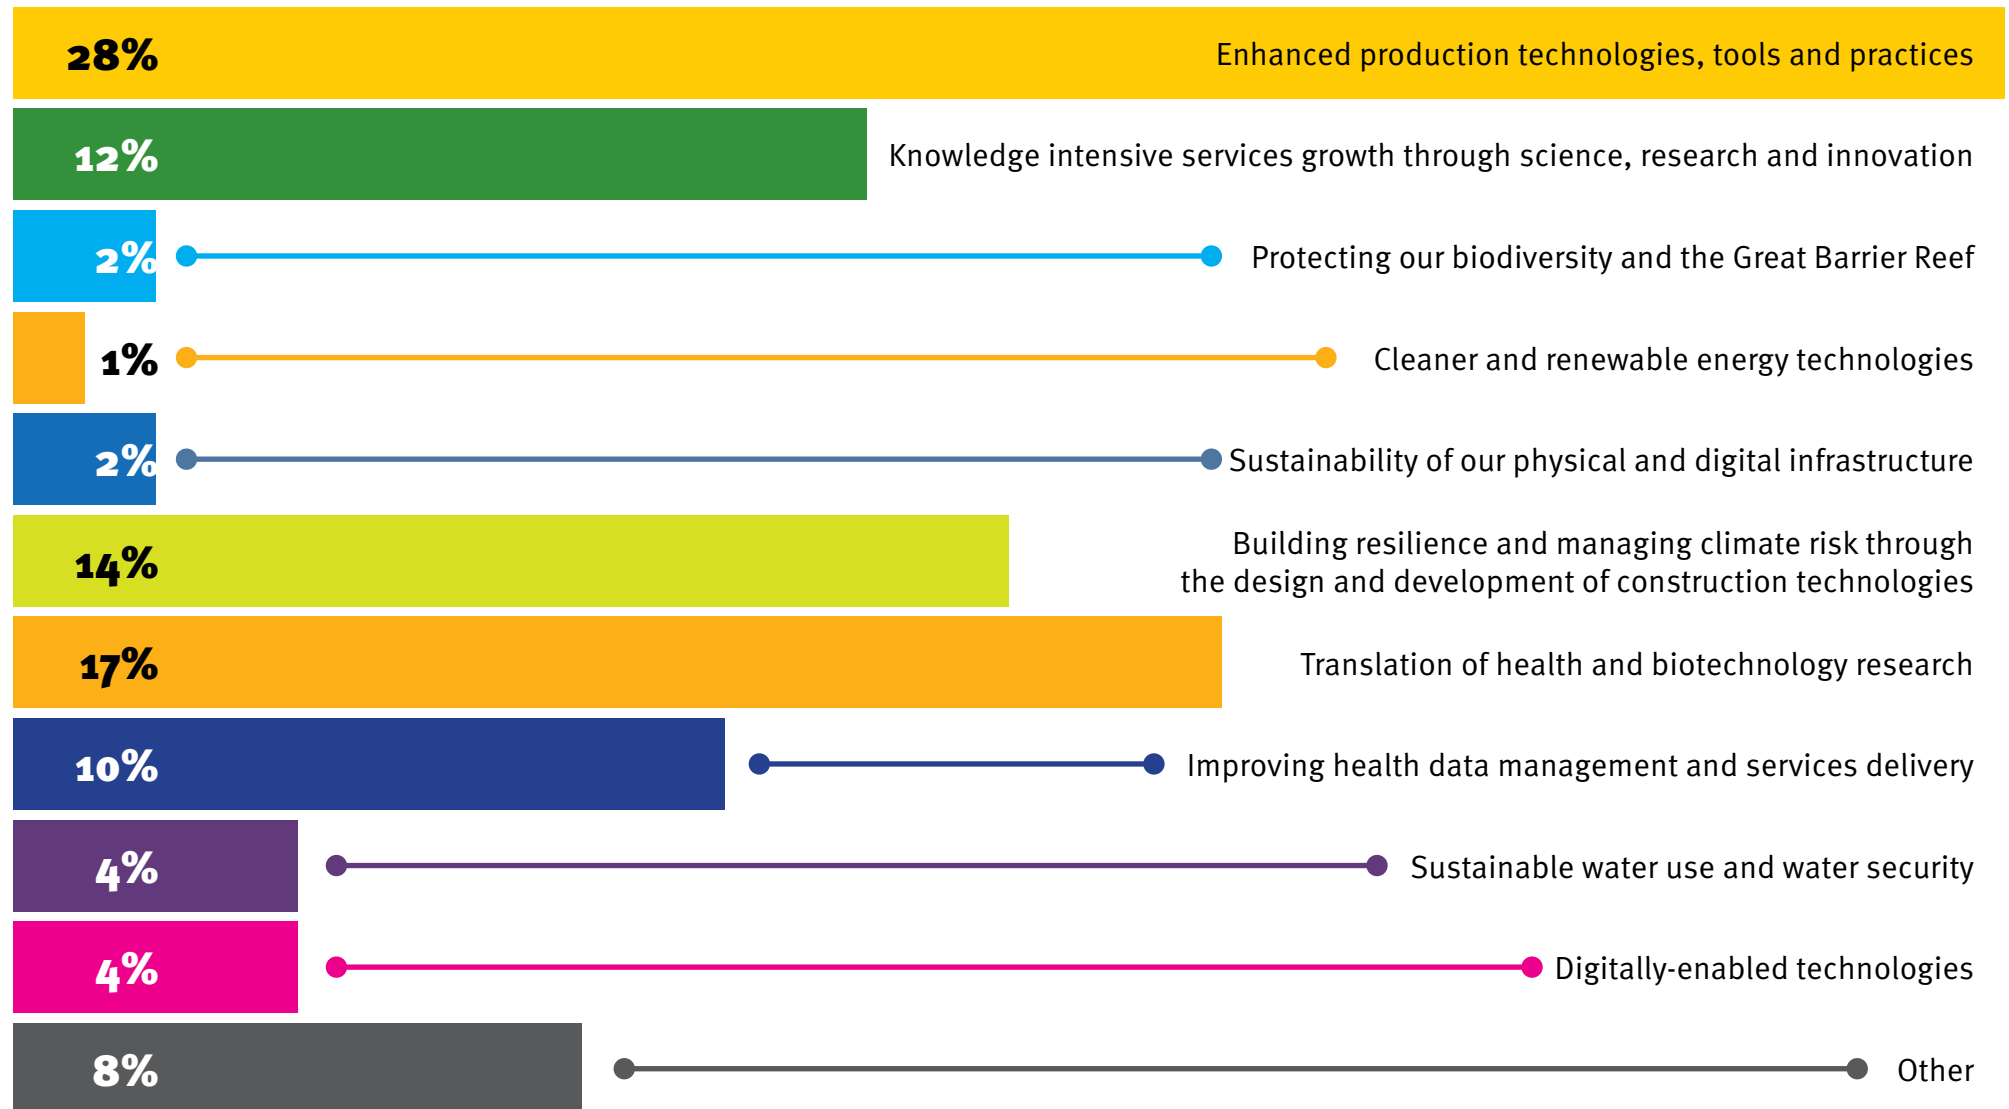 28% Enhanced production technologies, tools and practices
12% Knowledge intensive services growth through science, research and innovation
2% Protecting our biodiversity and the Great Barrier Reef
1% Cleaner and renewable energy technologies
2% Sustainability of our physical and digital infrastructure
14% Building resilience and managing climate risk through
the design and development of construction technologies
17% Translation of health and biotechnology research
10% Improving health data management and services delivery
4% Sustainable water use and water security
4% Digitally-enabled technologies
8% Other